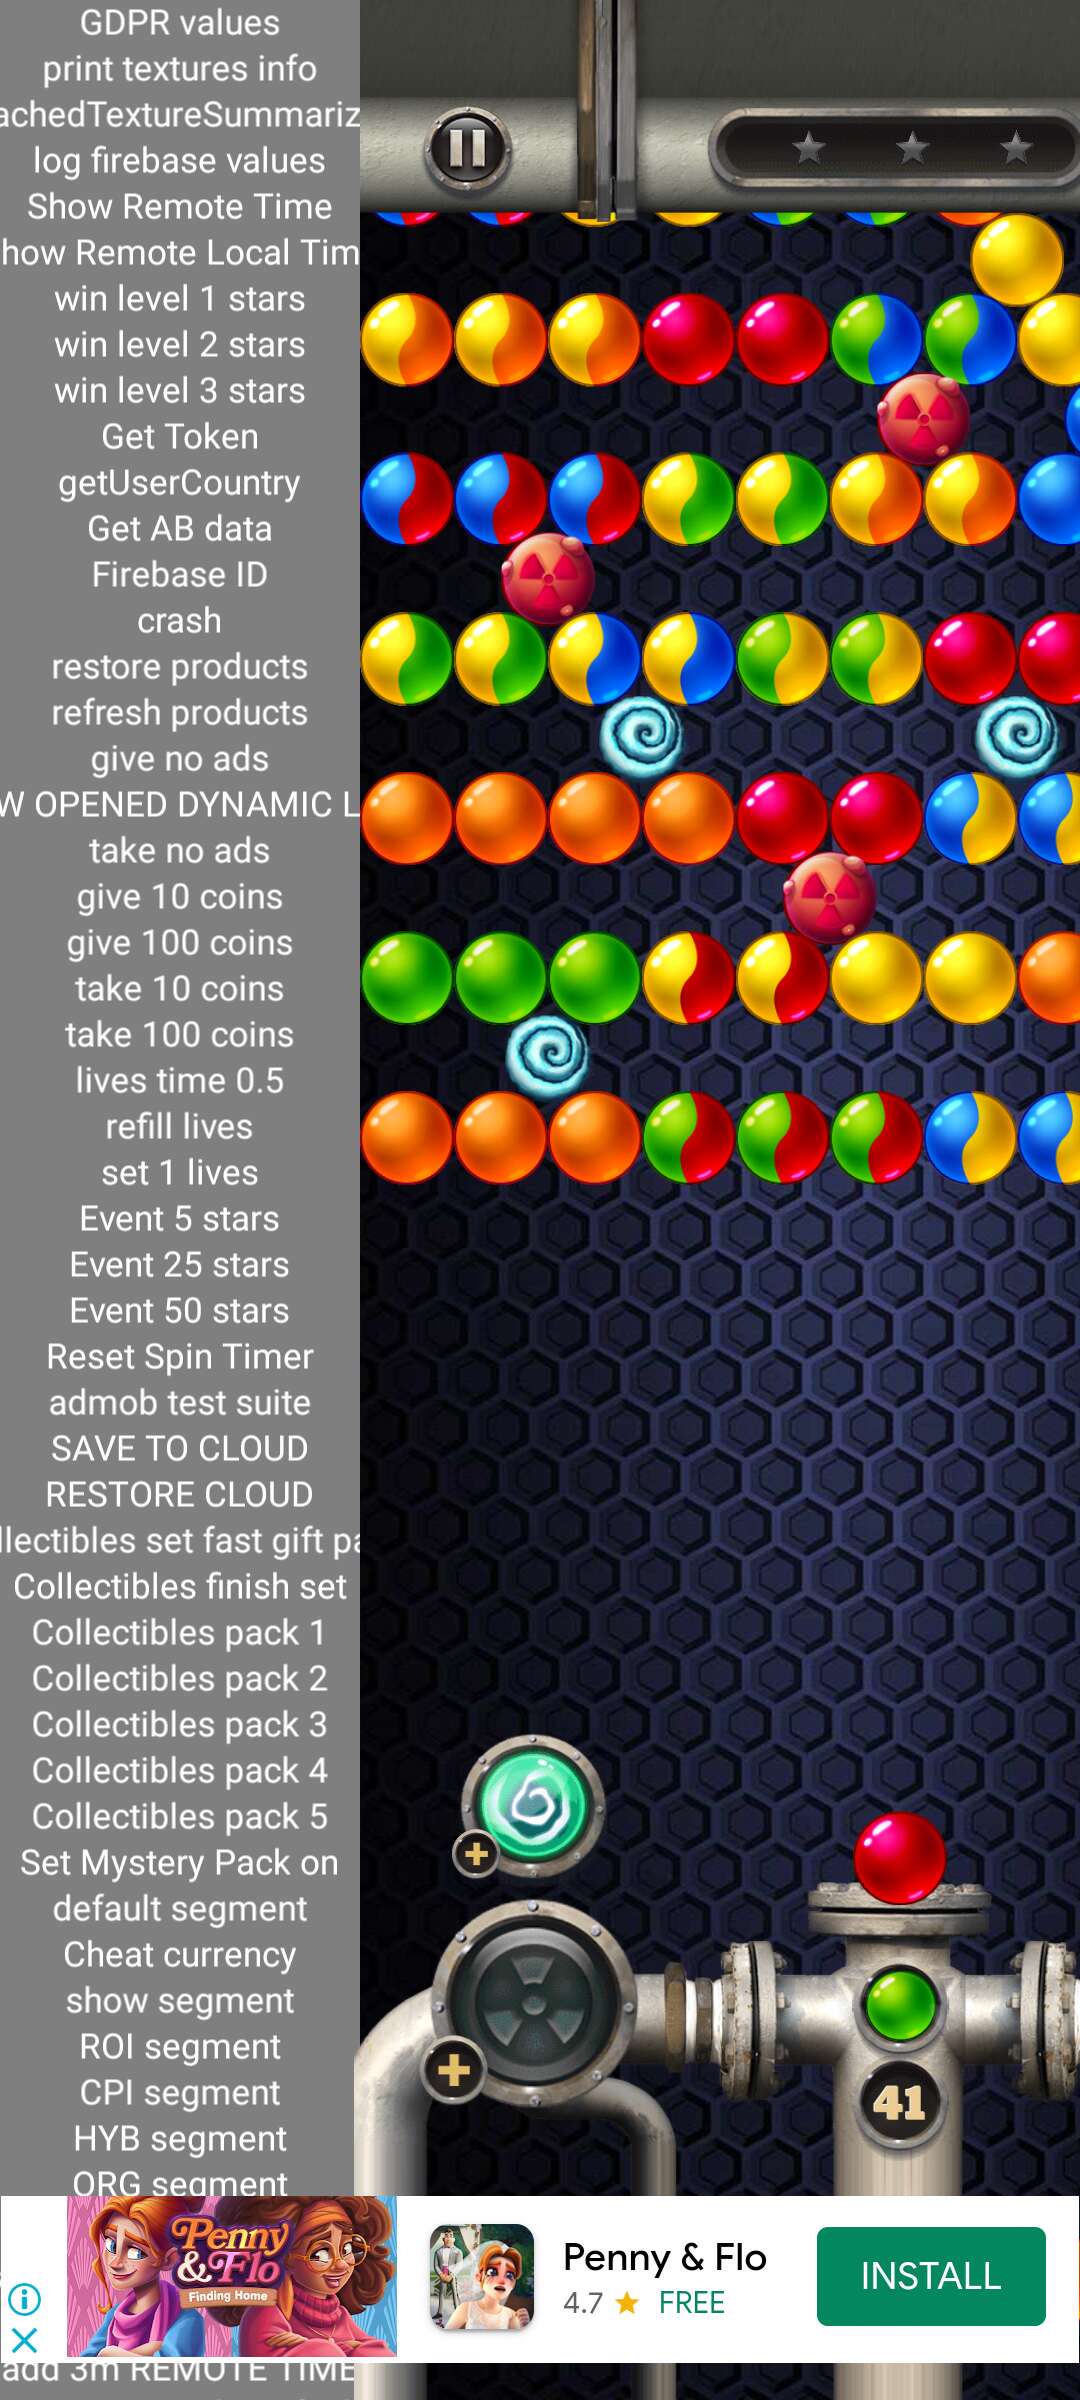 GDPR values
print textures info
achedTextureSummariz
log firebase values
Show Remote Time
how Remote Local Tim
win level 1 stars
win level 2 stars
win level 3 stars
Get Token
getUserCountry
Get AB data
Firebase ID
crash
restore products
refresh products
give no ads
W OPENED DYNAMIC L
take no ads
give 10 coins
give 100 coins
take 10 coins
take 100 coins
lives time 0.5
refill lives
set 1 lives
Event 5 stars
Event 25 stars
Event 50 stars
Reset Spin Timer
admob test suite
SAVE TO CLOUD
RESTORE CLOUD
llectibles set fast gift pa
Collectibles finish set
Collectibles pack 1
Collectibles pack 2
Collectibles pack 3
Collectibles pack 4
Collectibles pack 5
Set Mystery Pack on
default segment
Cheat currency
show segment
ROI segment
CPI segment
HYB segment
ORG segment
41
Penny
&Flo
Finding Home
Penny & Flo
4.7 ★ FREE
INSTALL
add 3m REMOTE TIME